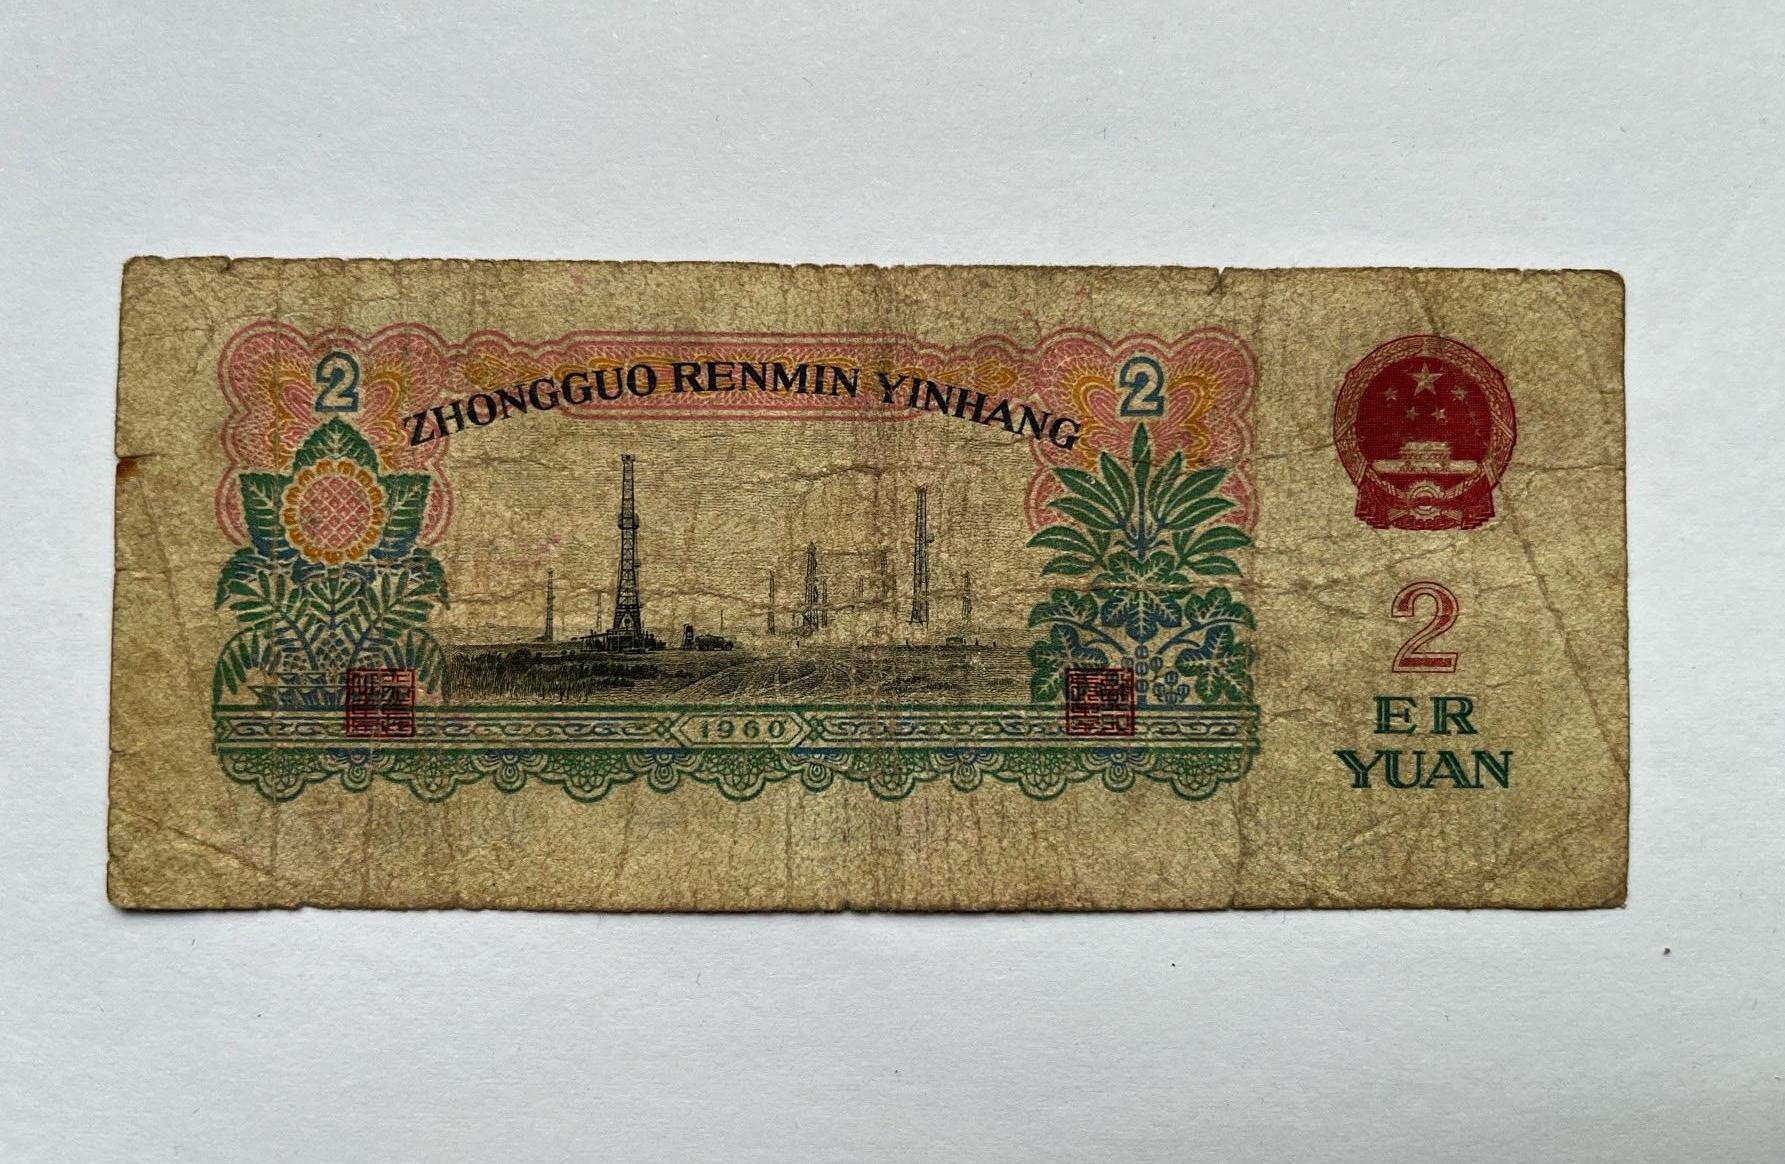 2 2
ZHONGGUO RENMIN YINHANG
1960
2
ER
YUAN